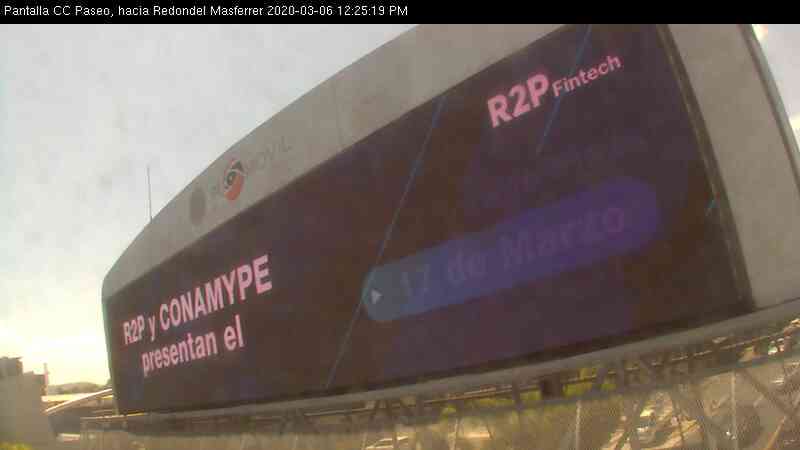 Pantalla CC Paseo, hacia Redondel Masferrer 2020-03-06 12:25:19 PM
R2P Fintech
17 de Marzo
R2P y CONAMYPE
presentan el